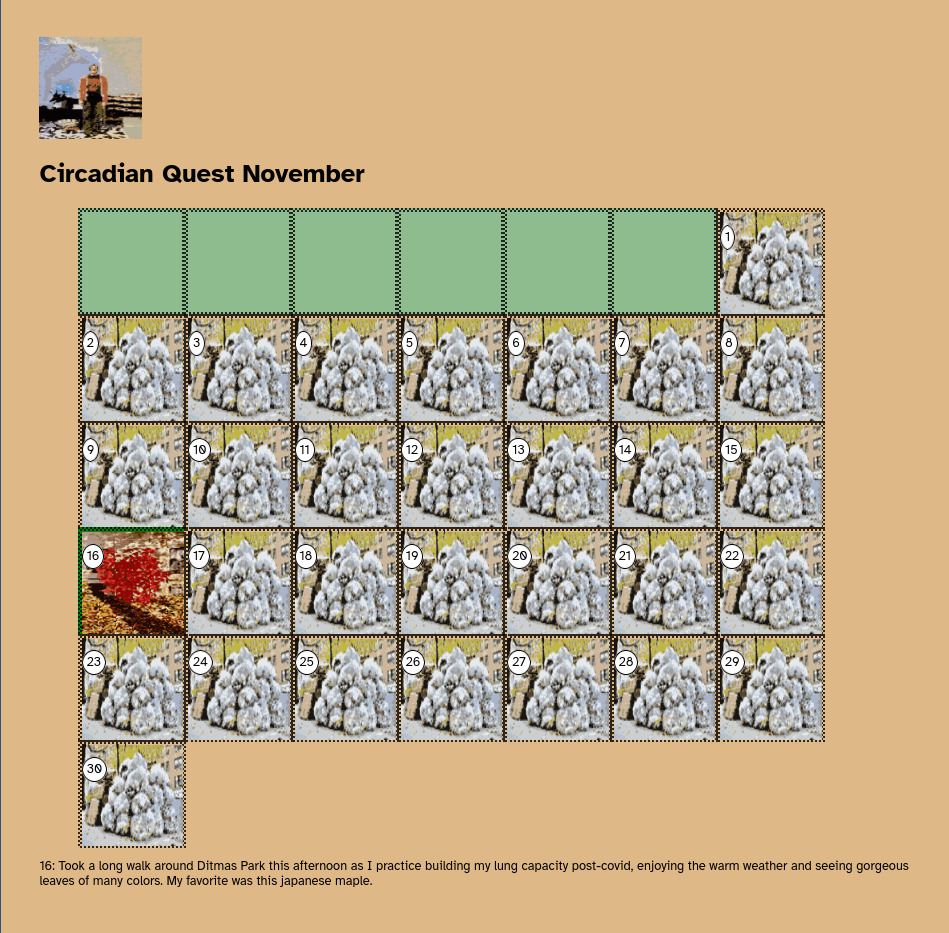 Circadian Quest November
1
2 3 4 5 6 7 8
9 10 11 12 13 14 15
16 17 18 19 20 21 22
23 24 25 26 27 28 29
30
16: Took a long walk around Ditmas Park this afternoon as I practice building my lung capacity post-covid, enjoying the warm weather and seeing gorgeous
leaves of many colors. My favorite was this japanese maple.